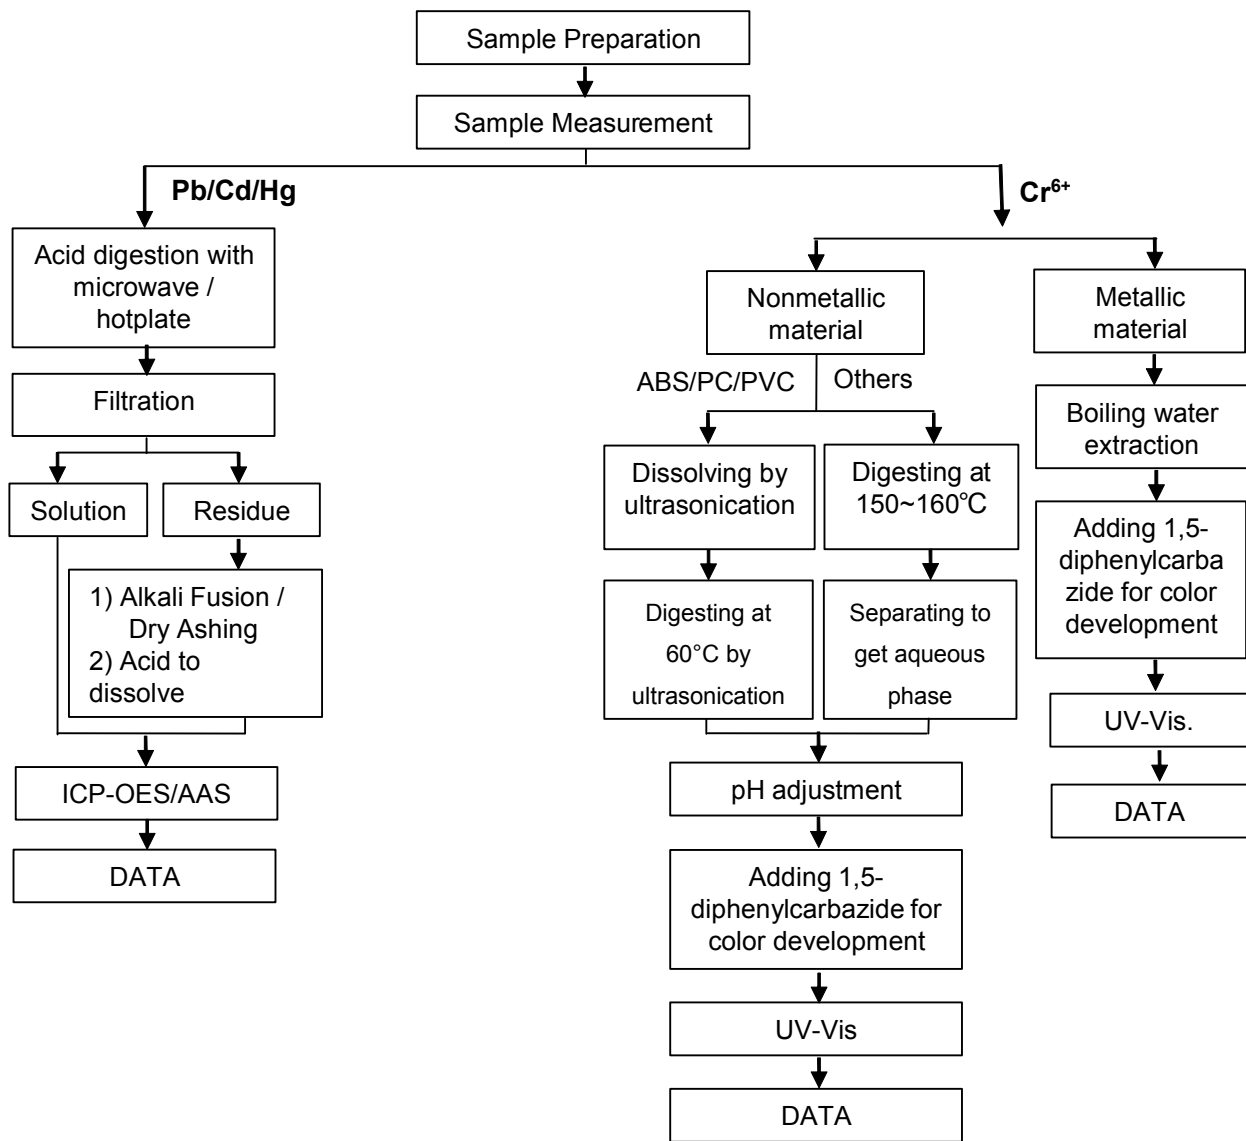 Sample Preparation
Sample Measurement
Pb/Cd/Hg
Acid digestion with
microwave /
hotplate
Filtration
Solution
Residue
1) Alkali Fusion /
Dry Ashing
2) Acid to
dissolve
ICP-OES/AAS
DATA
Cr⁶⁺
Nonmetallic
material
ABS/PC/PVC
Others
Dissolving by
ultrasonication
Digesting at
150~160℃
Digesting at
60°C by
ultrasonication
Separating to
get aqueous
phase
pH adjustment
Adding 1,5-
diphenylcarbazide for
color development
UV-Vis
DATA
Metallic
material
Boiling water
extraction
Adding 1,5-
diphenylcarba
zide for color
development
UV-Vis.
DATA